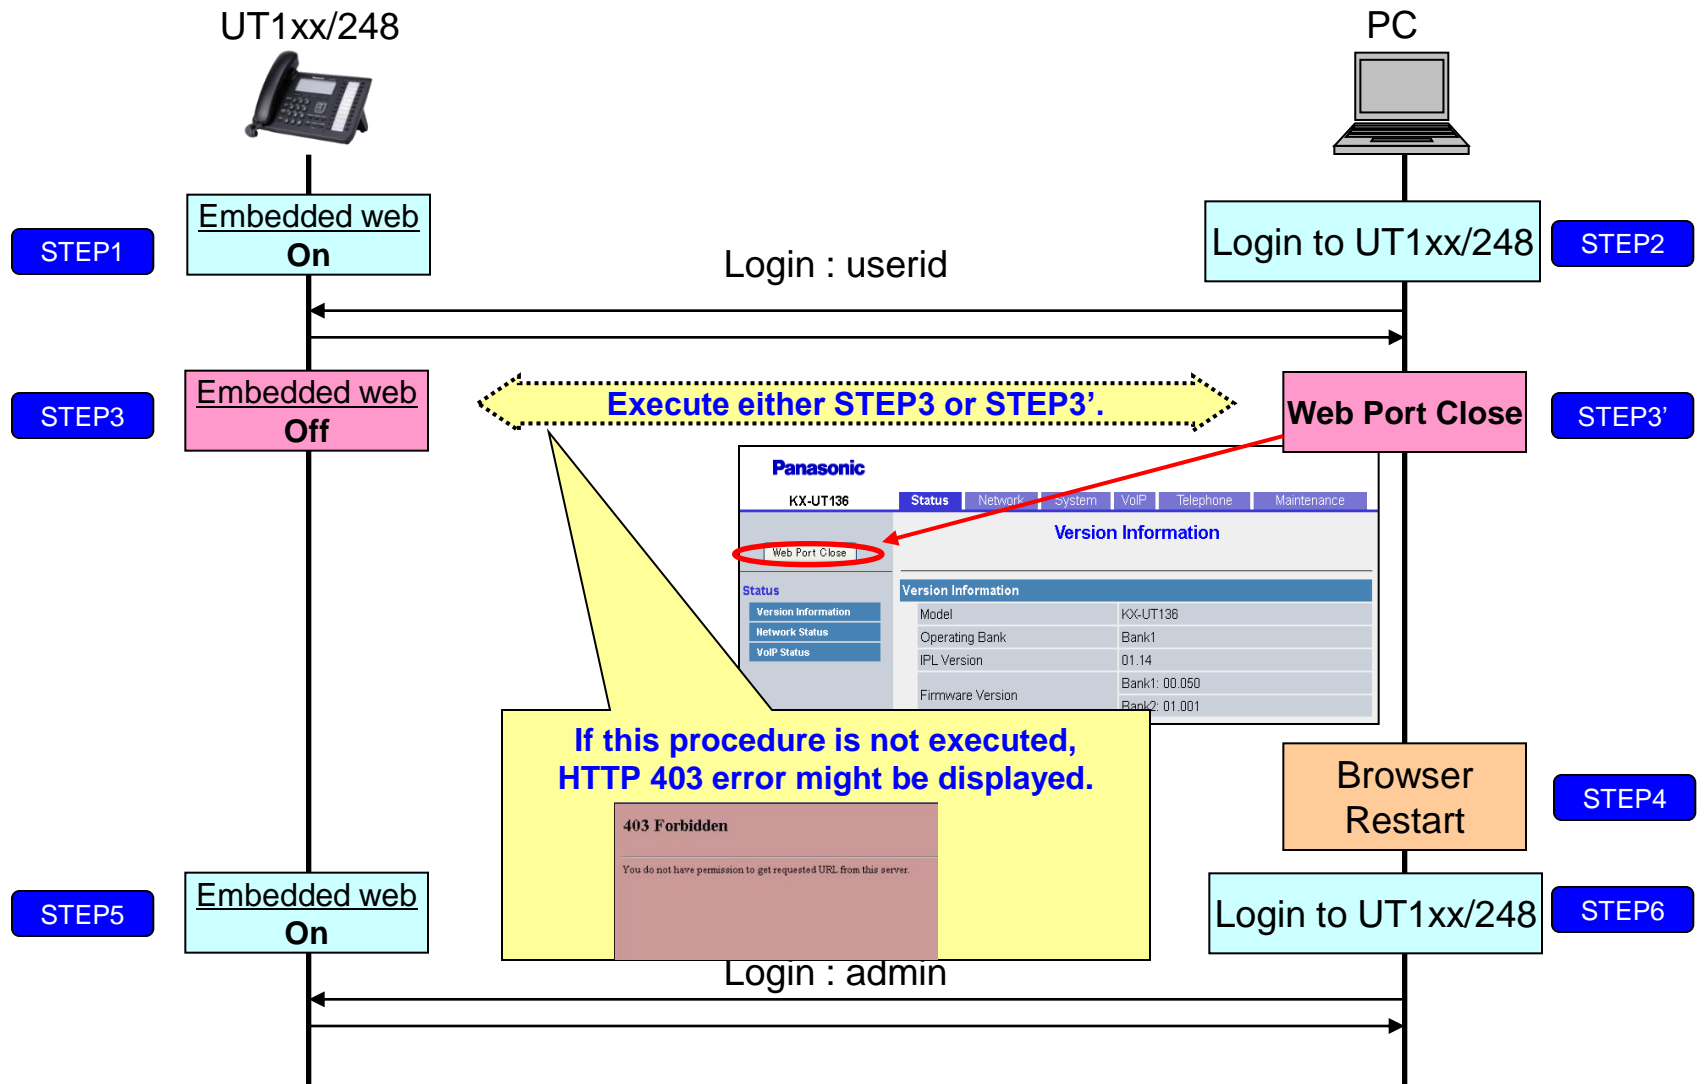 UT1xx/248
PC
Embedded web
On
STEP1
Login to UT1xx/248
STEP2
Login : userid
Embedded web
Off
STEP3
Execute either STEP3 or STEP3’.
Web Port Close
STEP3’
Panasonic
KX-UT136
Status
Network
System
VoIP
Telephone
Maintenance
Version Information
Web Port Close
Status
Version Information
Network Status
VoIP Status
Version Information
Model
KX-UT136
Operating Bank
Bank1
IPL Version
01.14
Firmware Version
Bank1: 00.050
Bank2: 01.001
If this procedure is not executed,
HTTP 403 error might be displayed.
403 Forbidden
You do not have permission to get requested URL from this server.
Browser
Restart
STEP4
Embedded web
On
STEP5
Login to UT1xx/248
STEP6
Login : admin